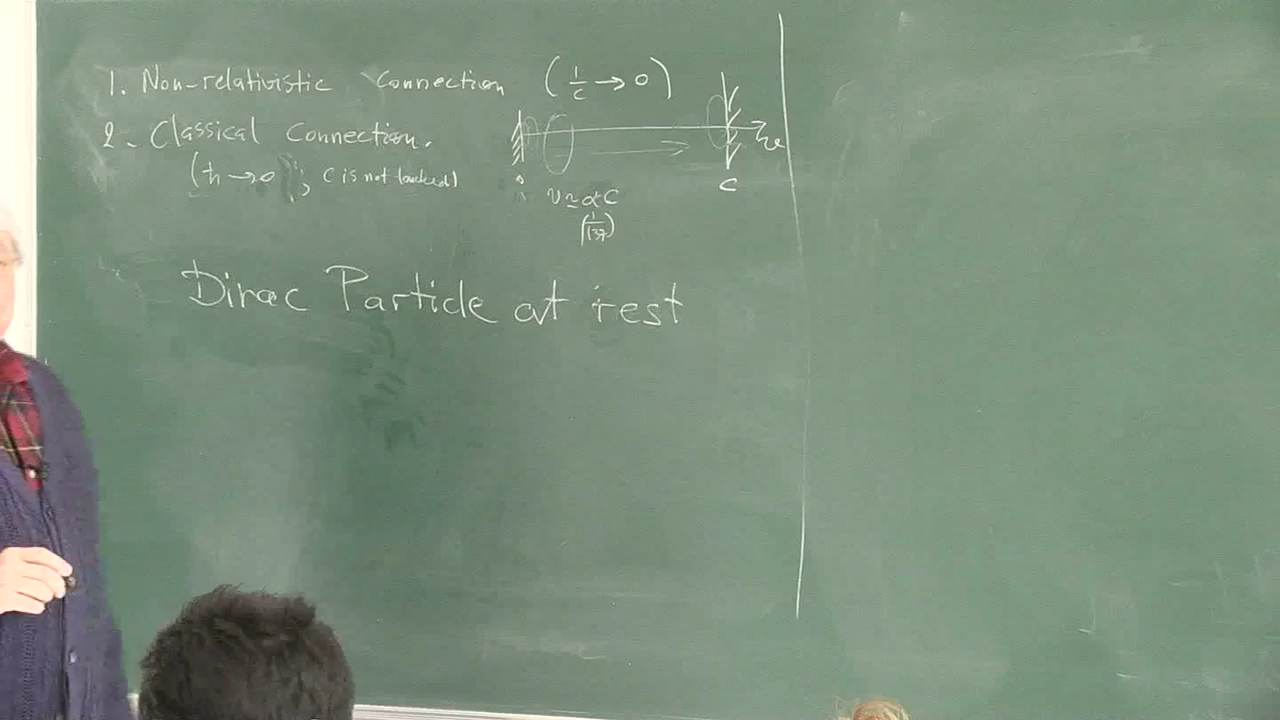 1. Non-relativistic Connection (1/c → 0)
2. Classical Connection.
(ħ → 0 ; c is not touched)
0
C
v ≃ αc
(1/137)
Dirac Particle at rest